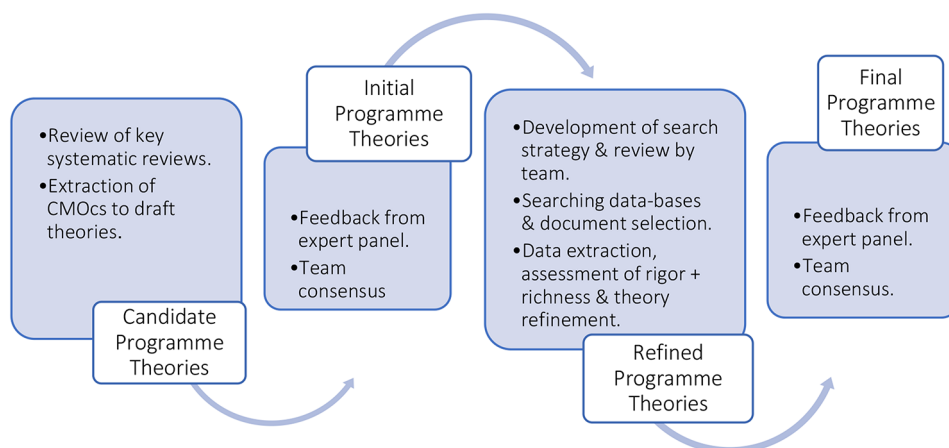 •Review of key
systematic reviews.
•Extraction of
CMOcs to draft
theories.
Candidate
Programme
Theories
Initial
Programme
Theories
•Feedback from
expert panel.
•Team
consensus
•Development of search
strategy & review by
team.
•Searching data-bases
& document selection.
•Data extraction,
assessment of rigor +
richness & theory
refinement.
Refined
Programme
Theories
Final
Programme
Theories
•Feedback from
expert panel.
•Team
consensus.